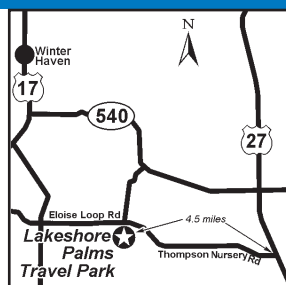 N
Winter
Haven
17
540
27
Eloise Loop Rd
4.5 miles
Lakeshore
Palms
Travel Park
Thompson Nursery Rd